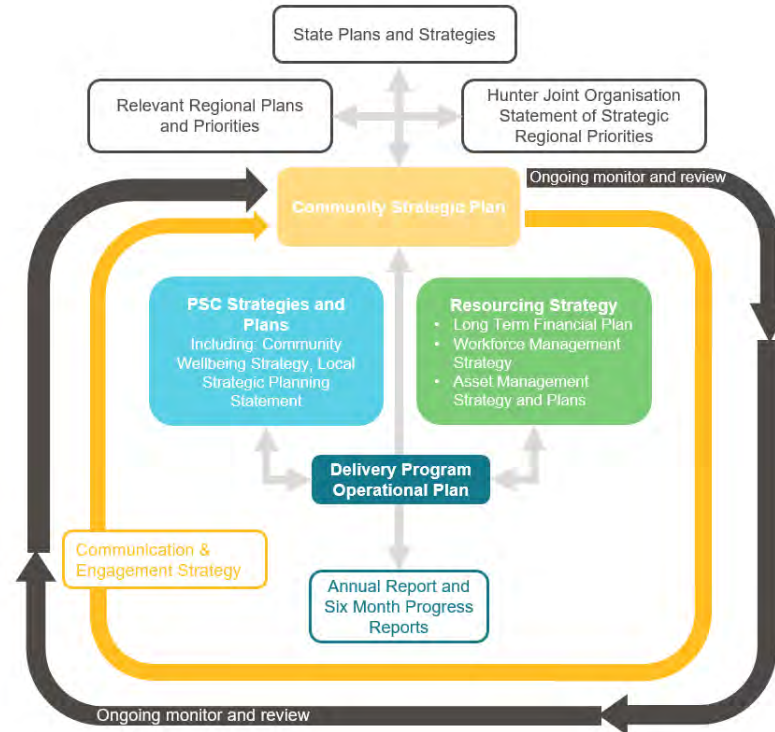 State Plans and Strategies
Relevant Regional Plans
and Priorities
Hunter Joint Organisation
Statement of Strategic
Regional Priorities
Ongoing monitor and review
Community Strategic Plan
PSC Strategies and
Plans
Including: Community
Wellbeing Strategy, Local
Strategic Planning
Statement
Resourcing Strategy
• Long Term Financial Plan
• Workforce Management
Strategy
• Asset Management
Strategy and Plans
Delivery Program
Operational Plan
Communication &
Engagement Strategy
Annual Report and
Six Month Progress
Reports
Ongoing monitor and review